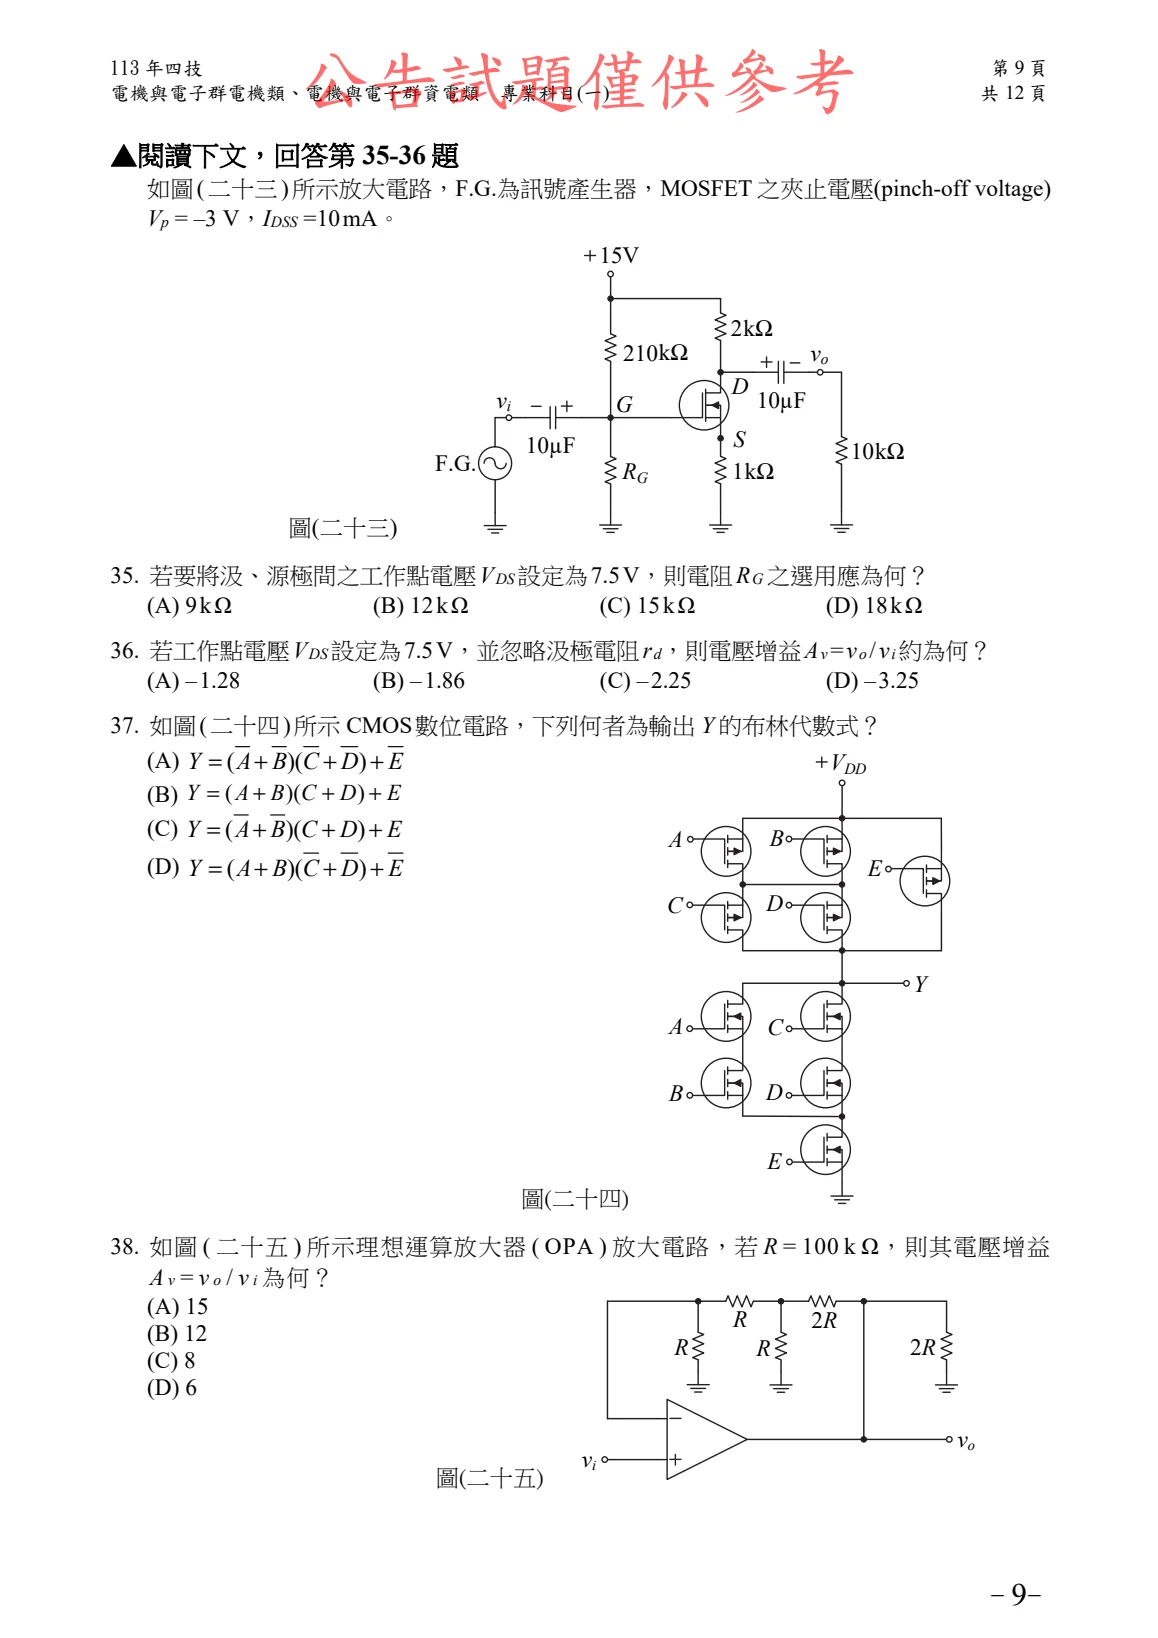 113 年四技
第 9 頁
公告試題僅供參考
電機與電子群電機類、電機與電子群資電類 專業科目(一)
共 12 頁
▲閱讀下文，回答第 35-36 題
如圖(二十三)所示放大電路，F.G.為訊號產生器，MOSFET 之夾止電壓(pinch-off voltage)
Vp = –3 V，IDSS =10 mA。
+15V
2kΩ
210kΩ
+ – vo
D
10μF
vi – +
G
10μF
S
F.G.
RG
1kΩ
10kΩ
圖(二十三)
35. 若要將汲、源極間之工作點電壓 VDS 設定為 7.5 V，則電阻 RG 之選用應為何？
(A) 9 kΩ (B) 12 kΩ (C) 15 kΩ (D) 18 kΩ
36. 若工作點電壓 VDS 設定為 7.5 V，並忽略汲極電阻 rd，則電壓增益 Av = vo / vi 約為何？
(A) –1.28 (B) –1.86 (C) –2.25 (D) –3.25
37. 如圖(二十四)所示 CMOS 數位電路，下列何者為輸出 Y 的布林代數式？
(A) Y = (A̅ + B̅)(C̅ + D̅) + E̅
(B) Y = (A + B)(C + D) + E
(C) Y = (A̅ + B̅)(C + D) + E
(D) Y = (A + B)(C̅ + D̅) + E̅
+VDD
A
B
E
C
D
Y
A
C
B
D
E
圖(二十四)
38. 如圖(二十五)所示理想運算放大器(OPA)放大電路，若 R = 100 k Ω，則其電壓增益
Av = vo / vi 為何？
(A) 15
(B) 12
(C) 8
(D) 6
R
2R
R
R
2R
–
+
vi
vo
圖(二十五)
– 9–